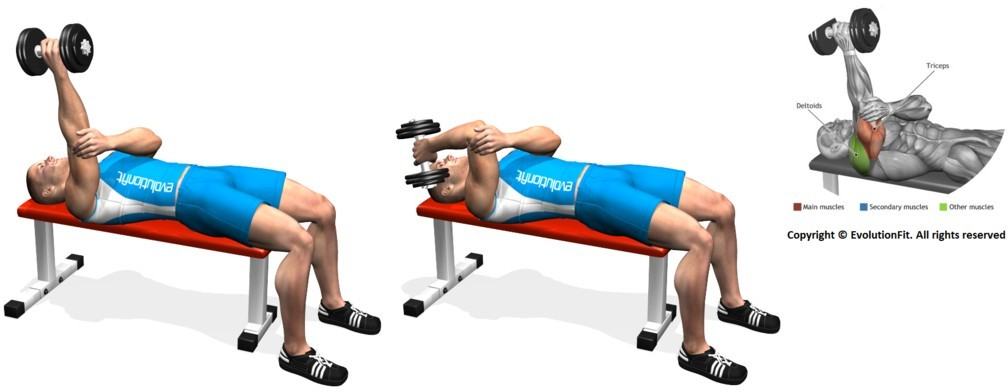 evolutionfit
evolutionfit
Triceps
Deltoids
Main muscles
Secondary muscles
Other muscles
Copyright © EvolutionFit. All rights reserved